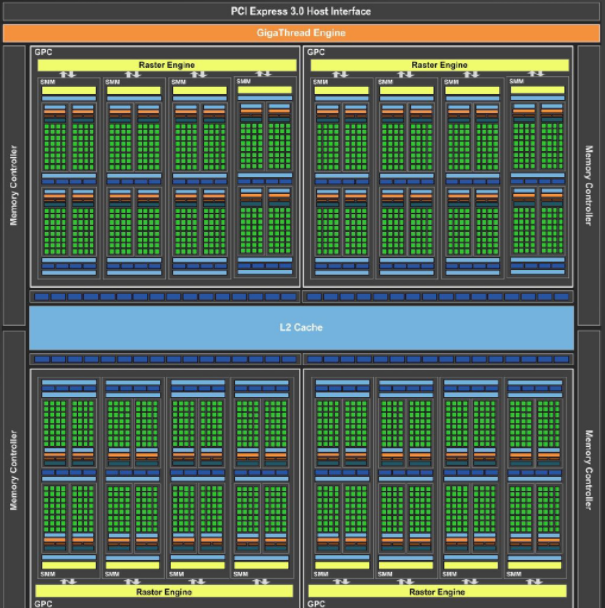 PCI Express 3.0 Host Interface
GigaThread Engine
GPC
GPC
Raster Engine
Raster Engine
SMM
SMM
SMM
SMM
SMM
SMM
SMM
SMM
Memory Controller
Memory Controller
L2 Cache
Memory Controller
Memory Controller
SMM
SMM
SMM
SMM
SMM
SMM
SMM
SMM
Raster Engine
Raster Engine
GPC
GPC